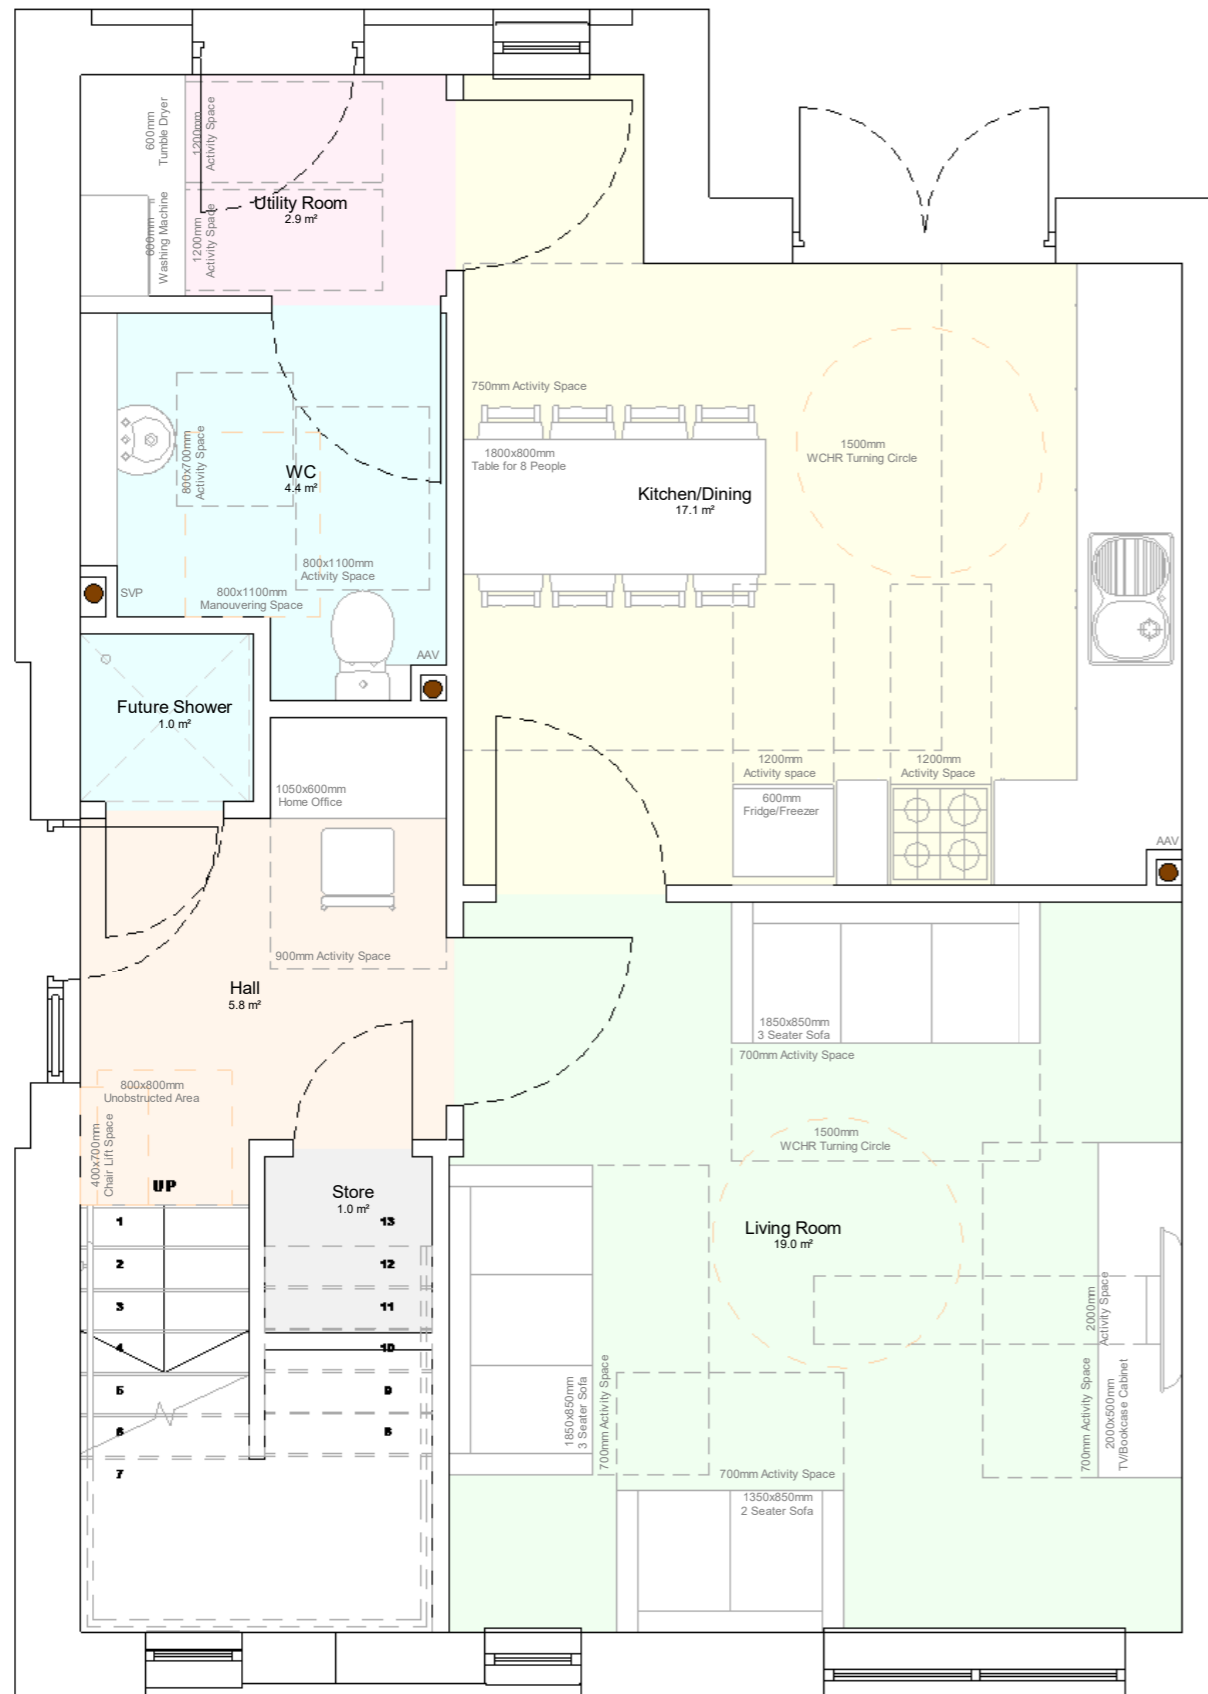 600mm
Tumble Dryer
1200mm
Activity Space
600mm
Washing Machine
1200mm
Activity Space
Utility Room
2.9 m²
800x700mm
Activity Space
WC
4.4 m²
800x1100mm
Activity Space
800x1100mm
Manouvering Space
SVP
AAV
750mm Activity Space
1800x800mm
Table for 8 People
Kitchen/Dining
17.1 m²
1500mm
WCHR Turning Circle
1200mm
Activity space
600mm
Fridge/Freezer
1200mm
Activity Space
AAV
Future Shower
1.0 m²
1050x600mm
Home Office
900mm Activity Space
Hall
5.8 m²
800x800mm
Unobstructed Area
400x700mm
Chair Lift Space
UP
1
2
3
4
5
6
7
Store
1.0 m²
13
12
11
10
9
8
1850x850mm
3 Seater Sofa
700mm Activity Space
1500mm
WCHR Turning Circle
Living Room
19.0 m²
1850x850mm
3 Seater Sofa
700mm Activity Space
700mm Activity Space
1350x850mm
2 Seater Sofa
2000mm
Activity Space
700mm Activity Space
2000x500mm
TV/Bookcase Cabinet